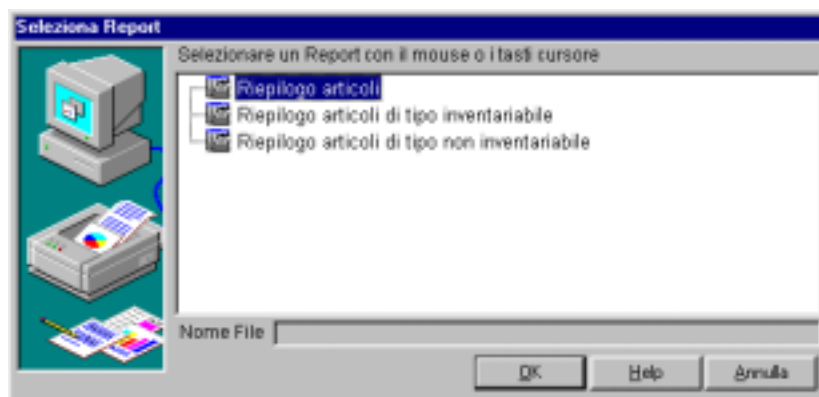 Seleziona Report
Selezionare un Report con il mouse o i tasti cursore
Riepilogo articoli
Riepilogo articoli di tipo inventariabile
Riepilogo articoli di tipo non inventariabile
Nome File
OK Help Annulla